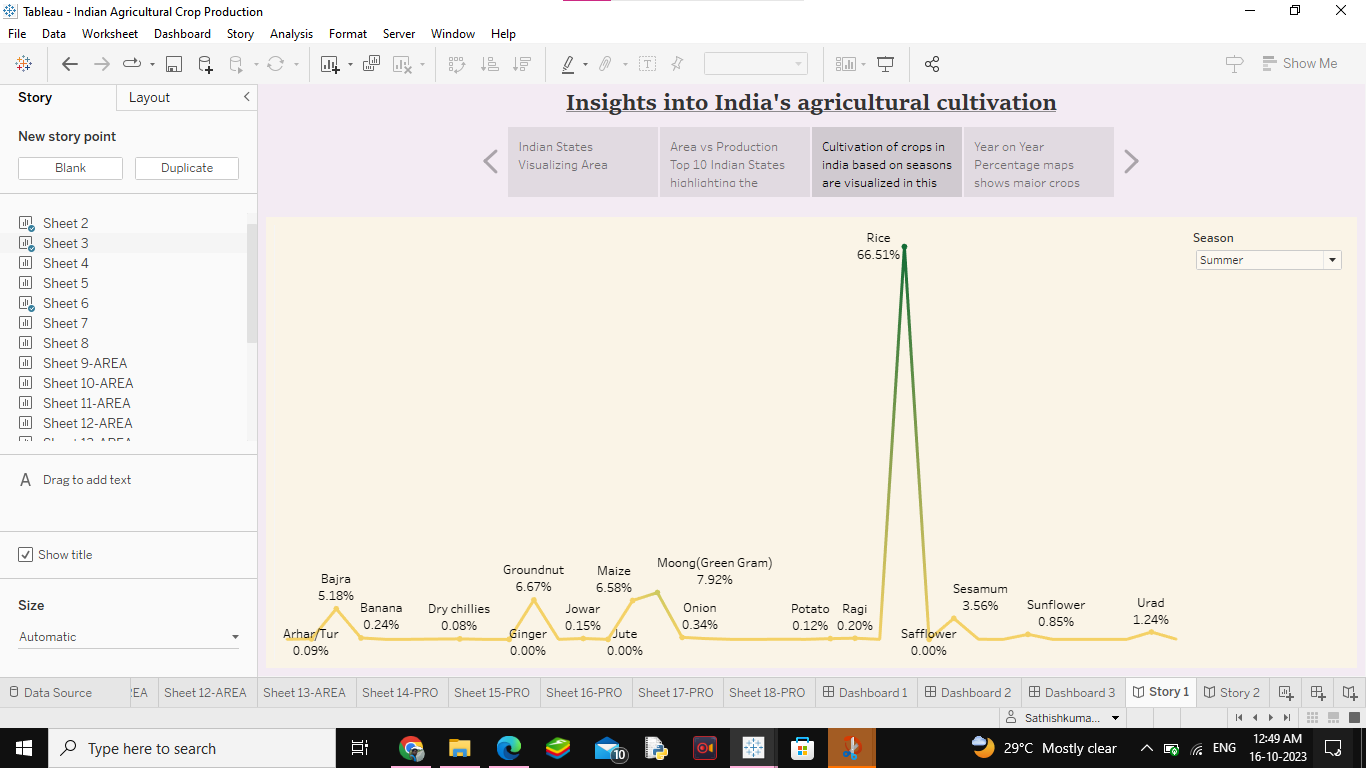 Tableau - Indian Agricultural Crop Production
File Data Worksheet Dashboard Story Analysis Format Server Window Help
Show Me
Story Layout
New story point
Blank Duplicate
Sheet 2
Sheet 3
Sheet 4
Sheet 5
Sheet 6
Sheet 7
Sheet 8
Sheet 9-AREA
Sheet 10-AREA
Sheet 11-AREA
Sheet 12-AREA
A Drag to add text
Show title
Size
Automatic
Insights into India's agricultural cultivation
Indian States
Visualizing Area
Area vs Production
Top 10 Indian States
highlighting the
Cultivation of crops in
india based on seasons
are visualized in this
Year on Year
Percentage maps
shows major crops
Season
Summer
Rice
66.51%
Arhar/Tur
0.09%
Bajra
5.18%
Banana
0.24%
Dry chillies
0.08%
Ginger
0.00%
Groundnut
6.67%
Jowar
0.15%
Jute
0.00%
Maize
6.58%
Moong(Green Gram)
7.92%
Onion
0.34%
Potato
0.12%
Ragi
0.20%
Safflower
0.00%
Sesamum
3.56%
Sunflower
0.85%
Urad
1.24%
Data Source EA Sheet 12-AREA Sheet 13-AREA Sheet 14-PRO Sheet 15-PRO Sheet 16-PRO Sheet 17-PRO Sheet 18-PRO Dashboard 1 Dashboard 2 Dashboard 3 Story 1 Story 2
Sathishkuma...
Type here to search
10
29°C Mostly clear
ENG
12:49 AM
16-10-2023